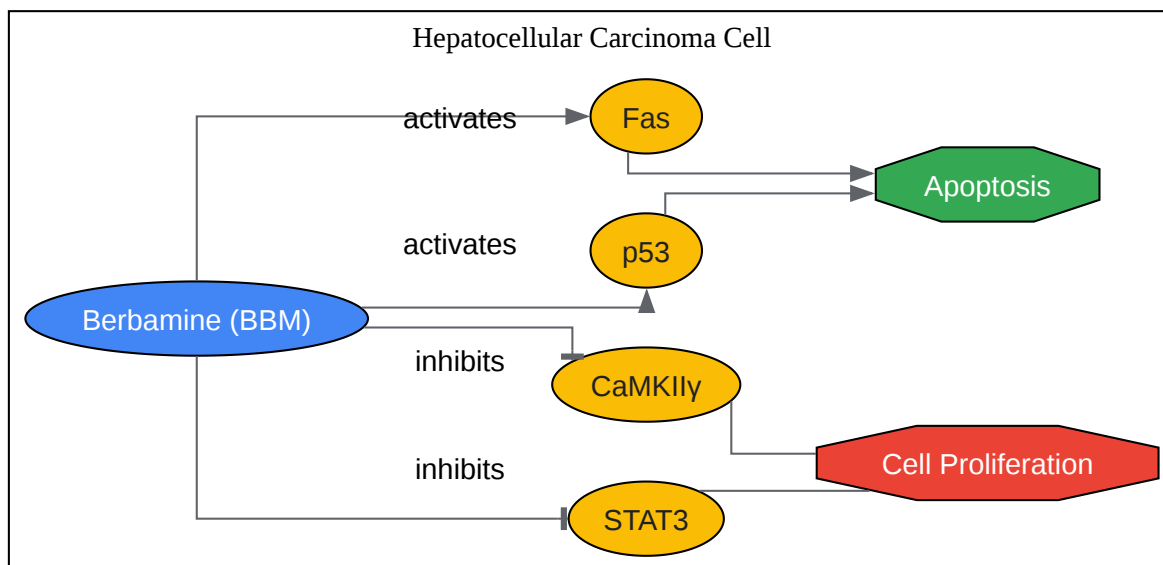 Hepatocellular Carcinoma Cell
activates
Fas
Apoptosis
activates
p53
Berbamine (BBM)
inhibits
CaMKIIγ
Cell Proliferation
inhibits
STAT3